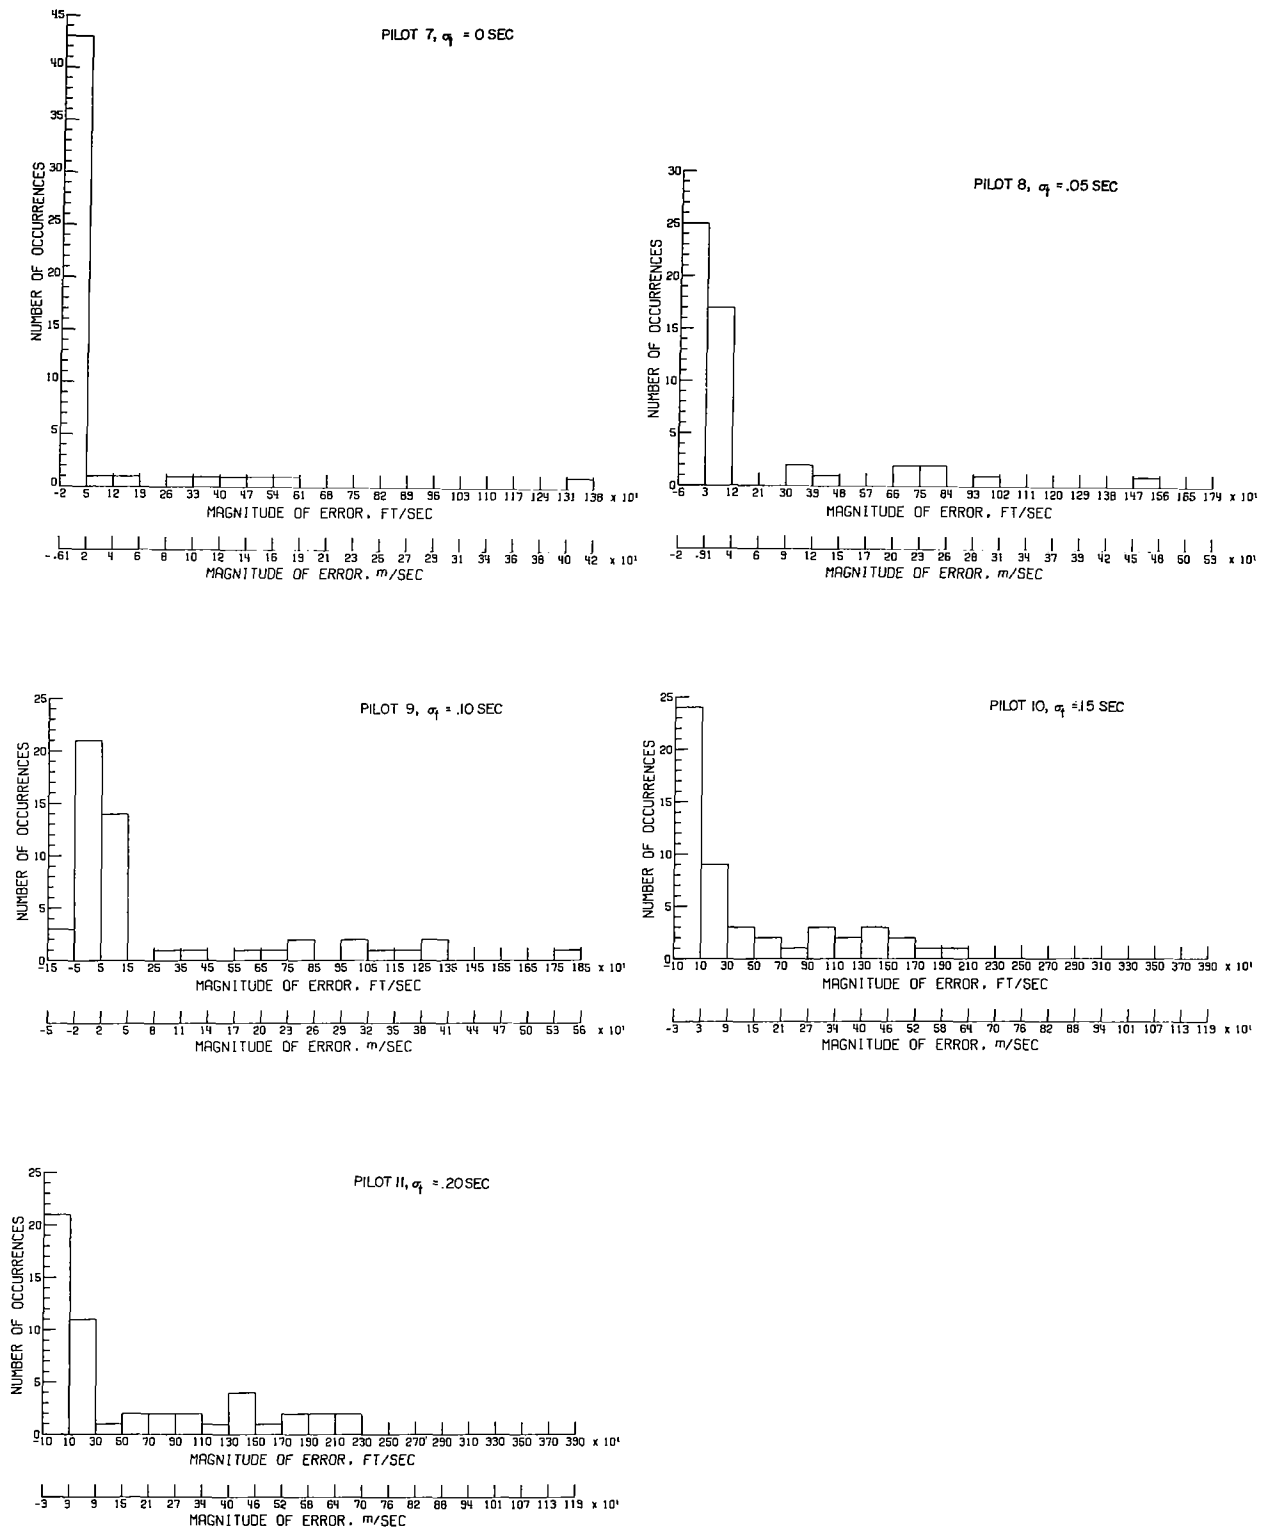 PILOT 7, σt = 0 SEC
45
40
35
30
25
20
15
10
5
0
NUMBER OF OCCURRENCES
-2 5 12 19 26 33 40 47 54 61 68 75 82 89 96 103 110 117 124 131 138 x 10¹
MAGNITUDE OF ERROR, FT/SEC
-.61 2 4 6 8 10 12 14 16 19 21 23 25 27 29 31 34 36 38 40 42 x 10¹
MAGNITUDE OF ERROR, m/SEC
PILOT 8, σt = .05 SEC
30
25
20
15
10
5
0
NUMBER OF OCCURRENCES
-6 3 12 21 30 39 48 57 66 75 84 93 102 111 120 129 138 147 156 165 174 x 10¹
MAGNITUDE OF ERROR, FT/SEC
-2 .91 4 6 9 12 15 17 20 23 26 28 31 34 37 39 42 45 48 50 53 x 10¹
MAGNITUDE OF ERROR, m/SEC
PILOT 9, σt = .10 SEC
25
20
15
10
5
0
NUMBER OF OCCURRENCES
-15 -5 5 15 25 35 45 55 65 75 85 95 105 115 125 135 145 155 165 175 185 x 10¹
MAGNITUDE OF ERROR, FT/SEC
-5 -2 2 5 8 11 14 17 20 23 26 29 32 35 38 41 44 47 50 53 56 x 10¹
MAGNITUDE OF ERROR, m/SEC
PILOT 10, σt =.15 SEC
25
20
15
10
5
0
NUMBER OF OCCURRENCES
-10 10 30 50 70 90 110 130 150 170 190 210 230 250 270 290 310 330 350 370 390 x 10¹
MAGNITUDE OF ERROR, FT/SEC
-3 3 9 15 21 27 34 40 46 52 58 64 70 76 82 88 94 101 107 113 119 x 10¹
MAGNITUDE OF ERROR, m/SEC
PILOT 11, σt = .20 SEC
25
20
15
10
5
0
NUMBER OF OCCURRENCES
-10 10 30 50 70 90 110 130 150 170 190 210 230 250 270 290 310 330 350 370 390 x 10¹
MAGNITUDE OF ERROR, FT/SEC
-3 3 9 15 21 27 34 40 46 52 58 64 70 76 82 88 94 101 107 113 119 x 10¹
MAGNITUDE OF ERROR, m/SEC